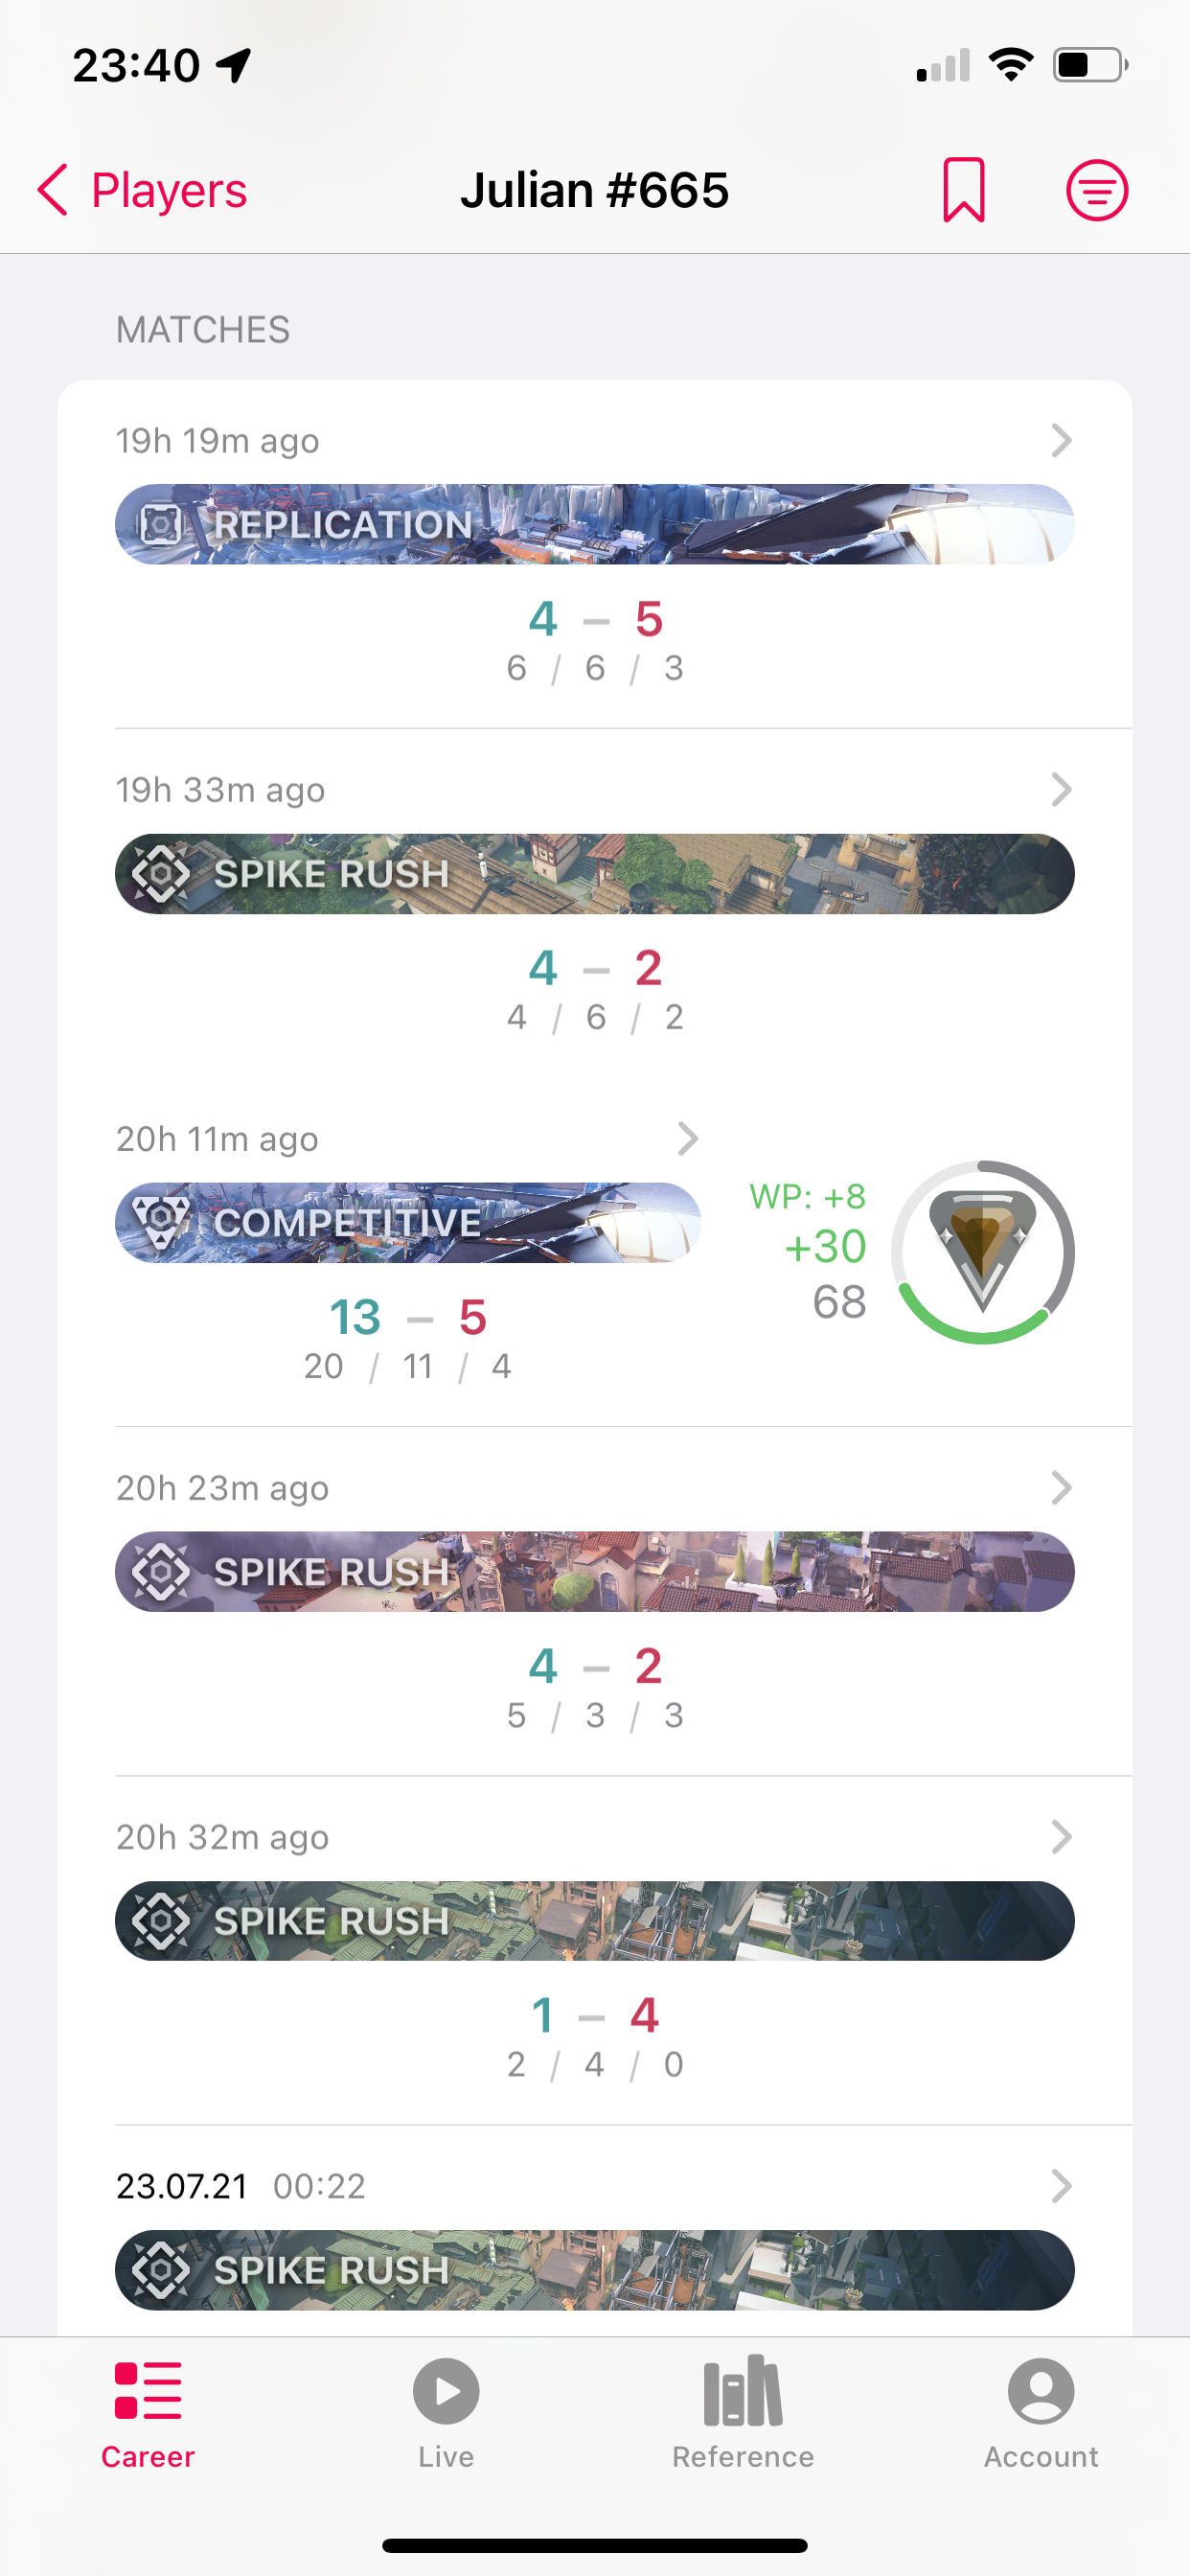 23:40
Players
Julian #665
MATCHES
19h 19m ago
REPLICATION
4 – 5
6 / 6 / 3
19h 33m ago
SPIKE RUSH
4 – 2
4 / 6 / 2
20h 11m ago
COMPETITIVE
13 – 5
20 / 11 / 4
WP: +8
+30
68
20h 23m ago
SPIKE RUSH
4 – 2
5 / 3 / 3
20h 32m ago
SPIKE RUSH
1 – 4
2 / 4 / 0
23.07.21 00:22
SPIKE RUSH
Career
Live
Reference
Account